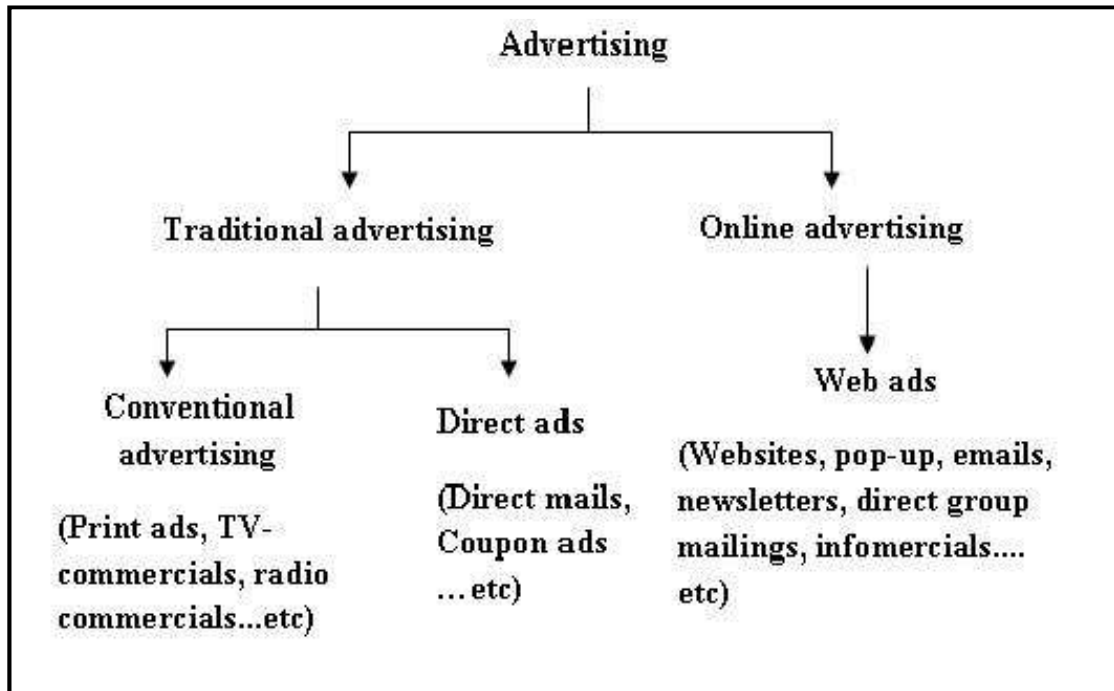 Advertising
Traditional advertising
Online advertising
Conventional
advertising
(Print ads, TV-
commercials, radio
commercials...etc)
Direct ads
(Direct mails,
Coupon ads
... etc)
Web ads
(Websites, pop-up, emails,
newsletters, direct group
mailings, infomercials....
etc)